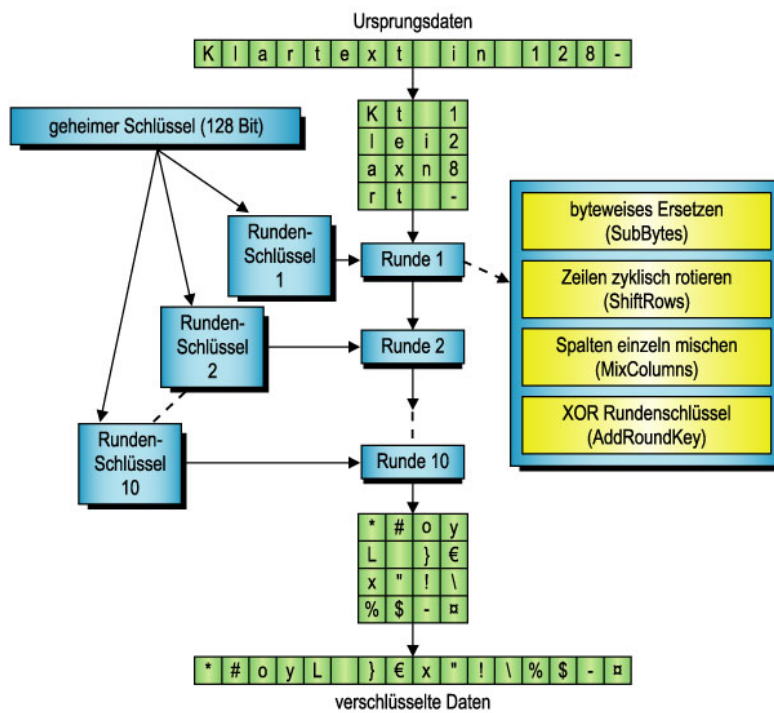 Ursprungsdaten
K l a r t e x t i n 1 2 8 -
geheimer Schlüssel (128 Bit)
K t 1
l e i 2
a x n 8
r t -
Runden-
Schlüssel
1
Runde 1
Runden-
Schlüssel
2
Runde 2
Runden-
Schlüssel
10
Runde 10
byteweises Ersetzen
(SubBytes)
Zeilen zyklisch rotieren
(ShiftRows)
Spalten einzeln mischen
(MixColumns)
XOR Rundenschlüssel
(AddRoundKey)
* # o y
L } €
x " ! \
% $ - ¤
* # o y L } € x " ! \ % $ - ¤
verschlüsselte Daten